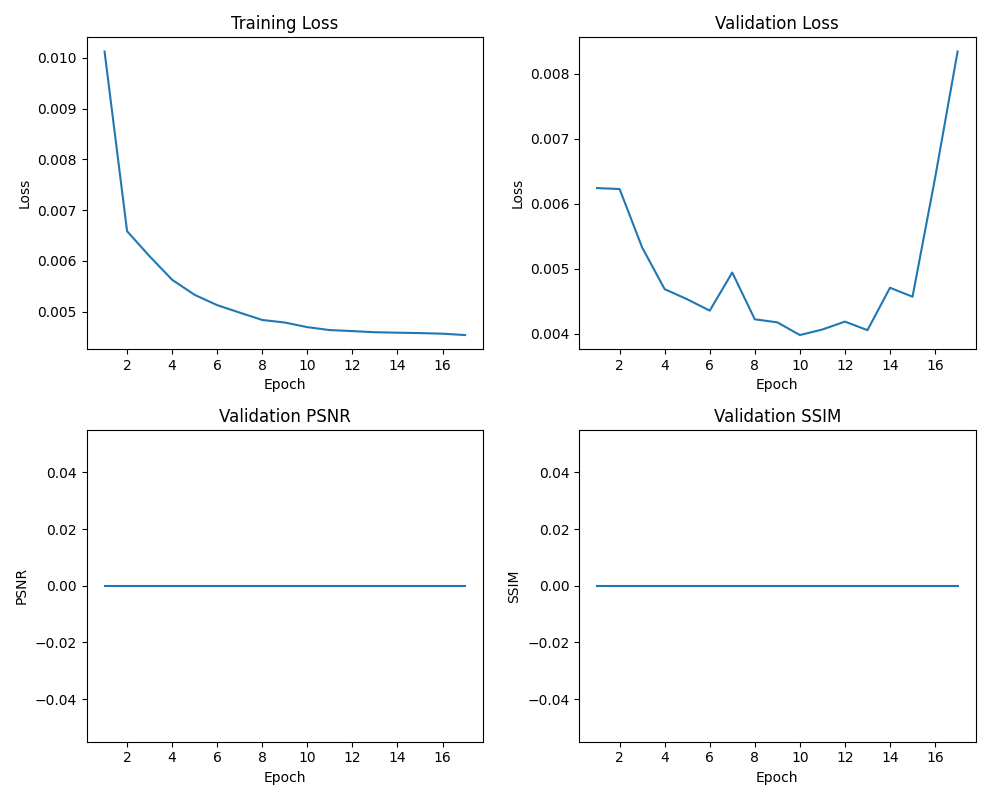 Training Loss
Validation Loss
0.010
0.009
0.008
0.007
0.006
0.005
Loss
2 4 6 8 10 12 14 16
Epoch
0.008
0.007
0.006
0.005
0.004
Loss
2 4 6 8 10 12 14 16
Epoch
Validation PSNR
Validation SSIM
0.04
0.02
0.00
−0.02
−0.04
PSNR
2 4 6 8 10 12 14 16
Epoch
0.04
0.02
0.00
−0.02
−0.04
SSIM
2 4 6 8 10 12 14 16
Epoch